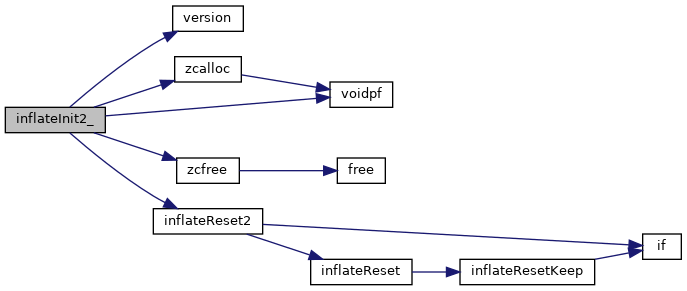 version
zcalloc
voidpf
inflateInit2_
zcfree
free
inflateReset2
if
inflateReset
inflateResetKeep